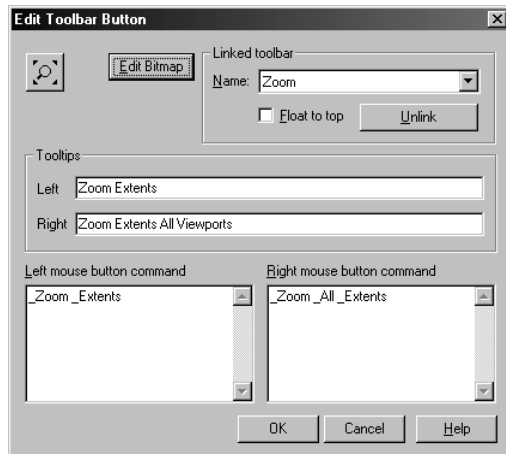 Edit Toolbar Button
Edit Bitmap
Linked toolbar
Name: Zoom
Float to top
Unlink
Tooltips
Left Zoom Extents
Right Zoom Extents All Viewports
Left mouse button command
_Zoom _Extents
Right mouse button command
_Zoom _All _Extents
OK Cancel Help